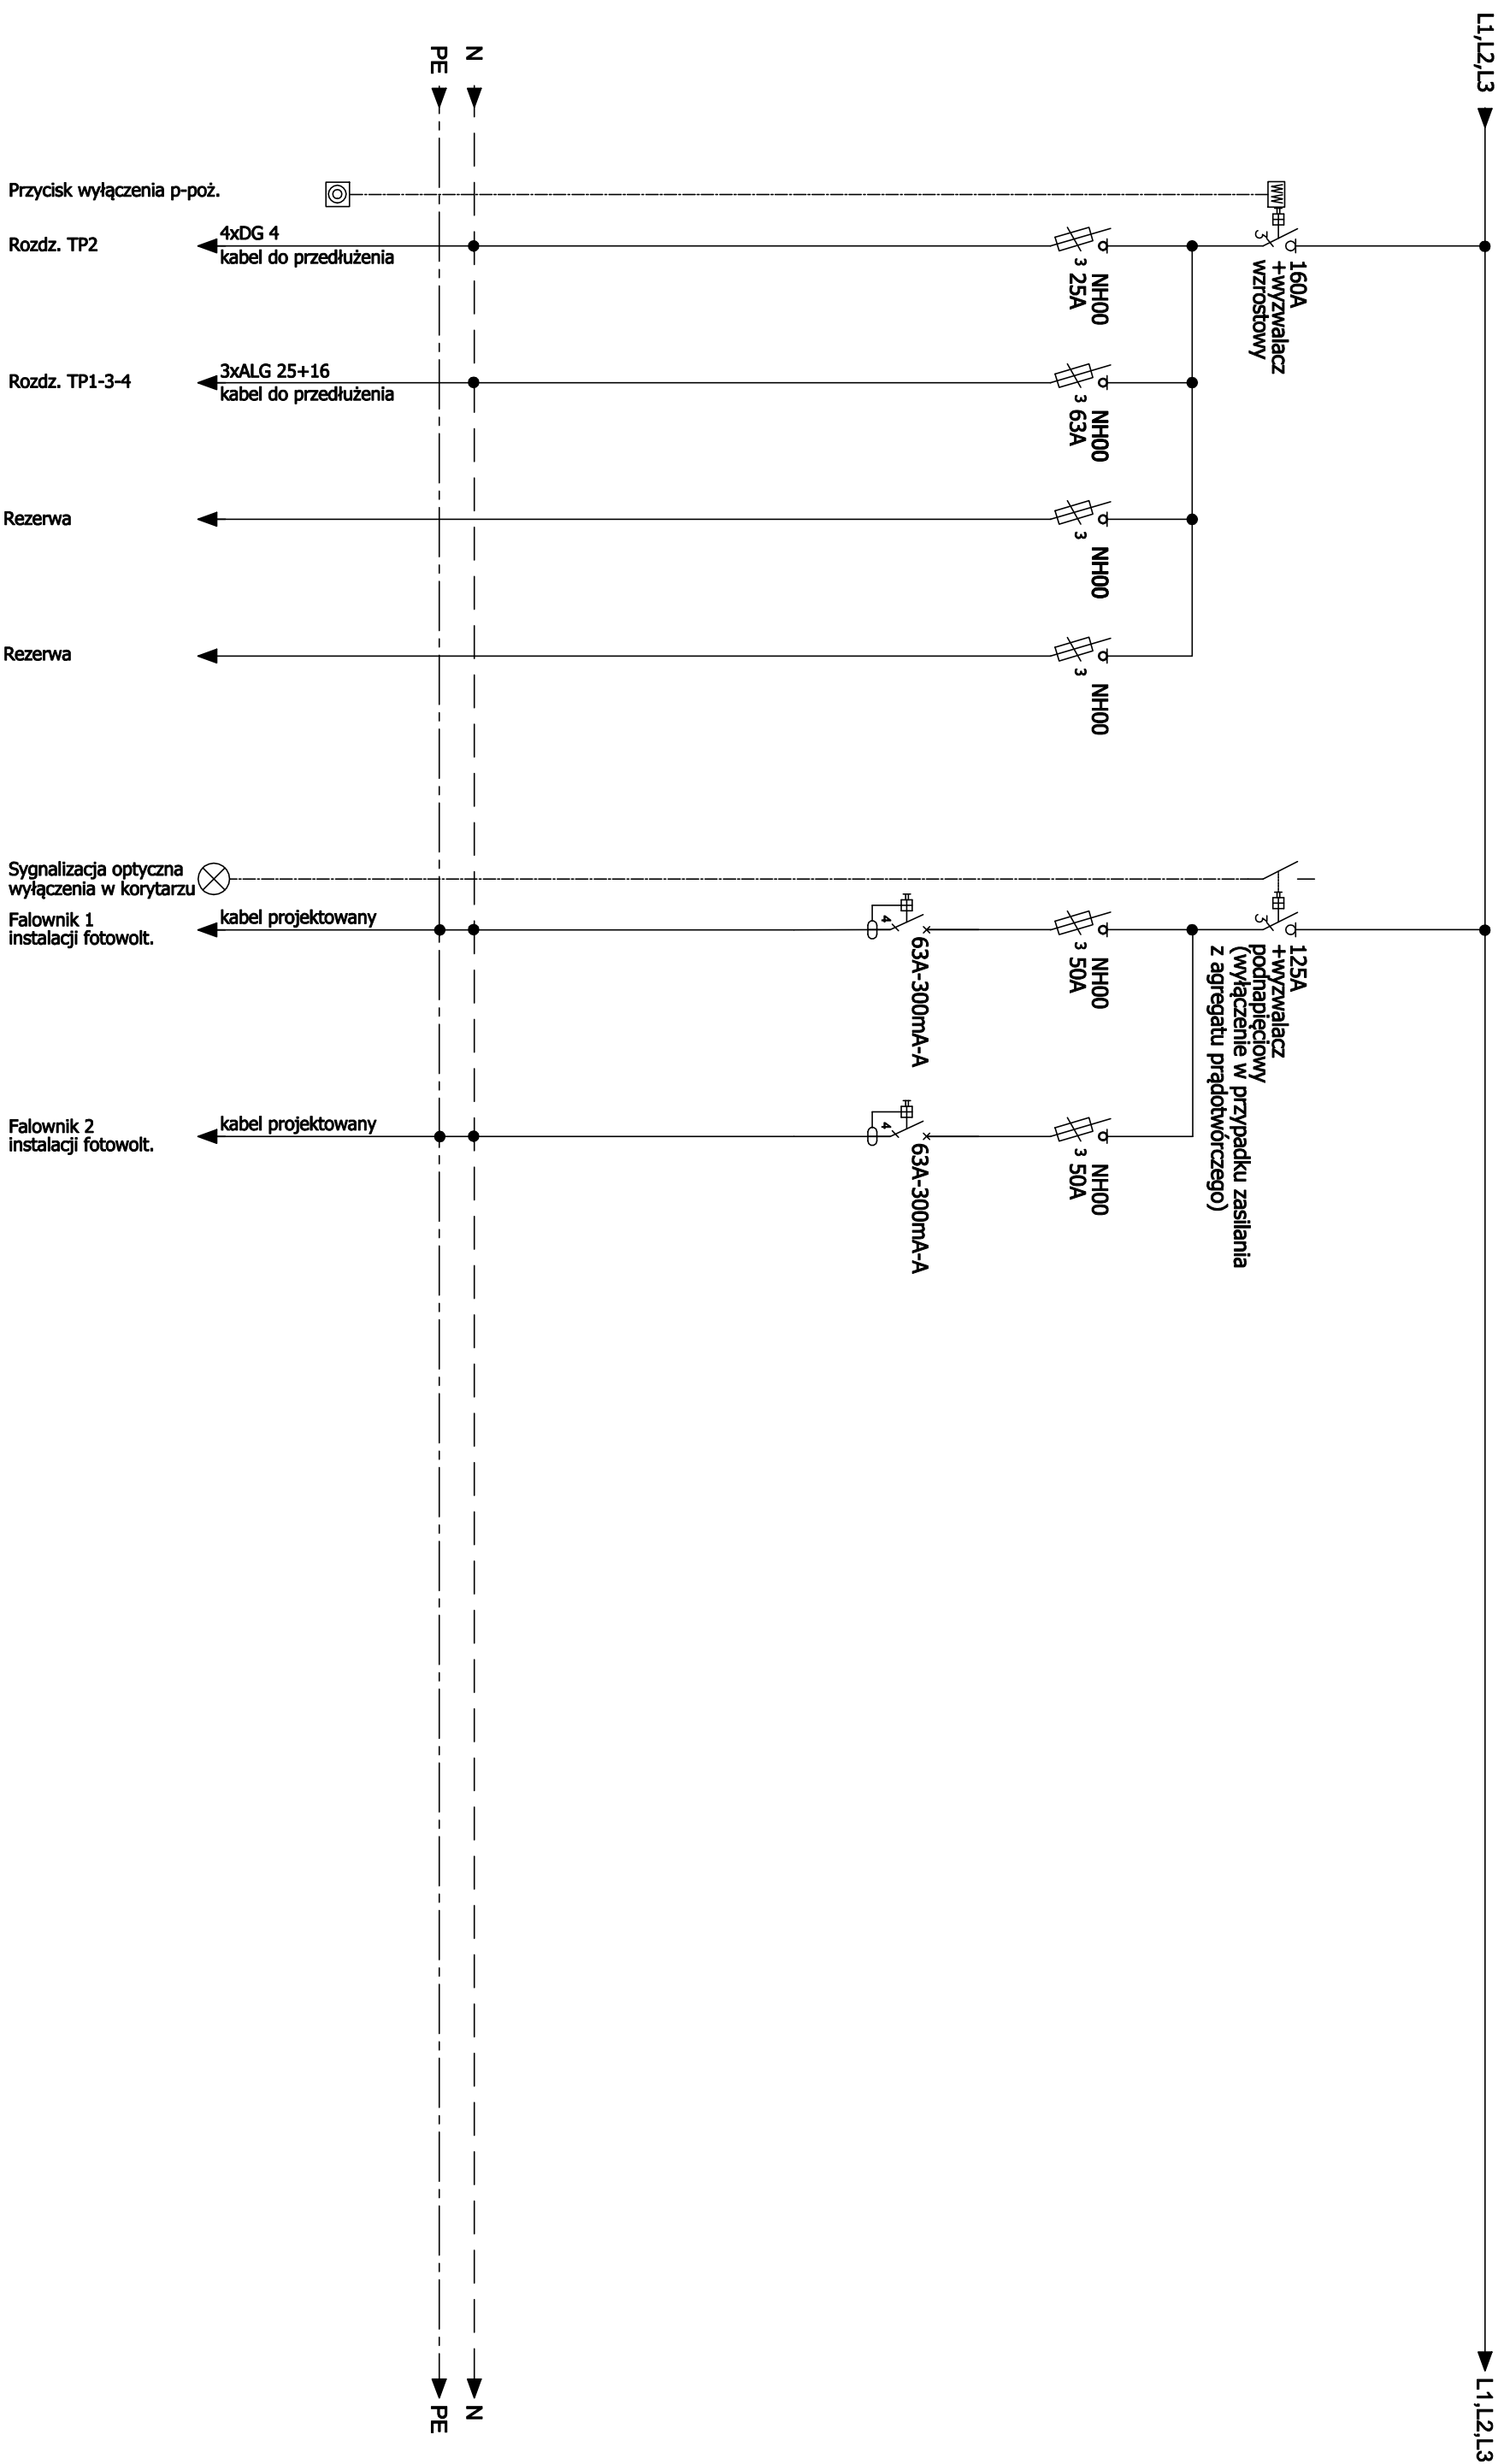 L1,L2,L3
N
PE
Przycisk wyłączenia p-poż.
Rozdz. TP2
4xDG 4
kabel do przedłużenia
3
NH00
25A
3
160A
+wyzwalacz
wzrostowy
Rozdz. TP1-3-4
3xALG 25+16
kabel do przedłużenia
3
NH00
63A
Rezerwa
3
NH00
Rezerwa
3
NH00
Sygnalizacja optyczna
wyłączenia w korytarzu
Falownik 1
instalacji fotowolt.
kabel projektowany
4
63A-300mA-A
3
NH00
50A
3
125A
+wyzwalacz
podnapięciowy
(wyłączenie w przypadku zasilania
z agregatu prądotwórczego)
Falownik 2
instalacji fotowolt.
kabel projektowany
4
63A-300mA-A
3
NH00
50A
L1,L2,L3
N
PE